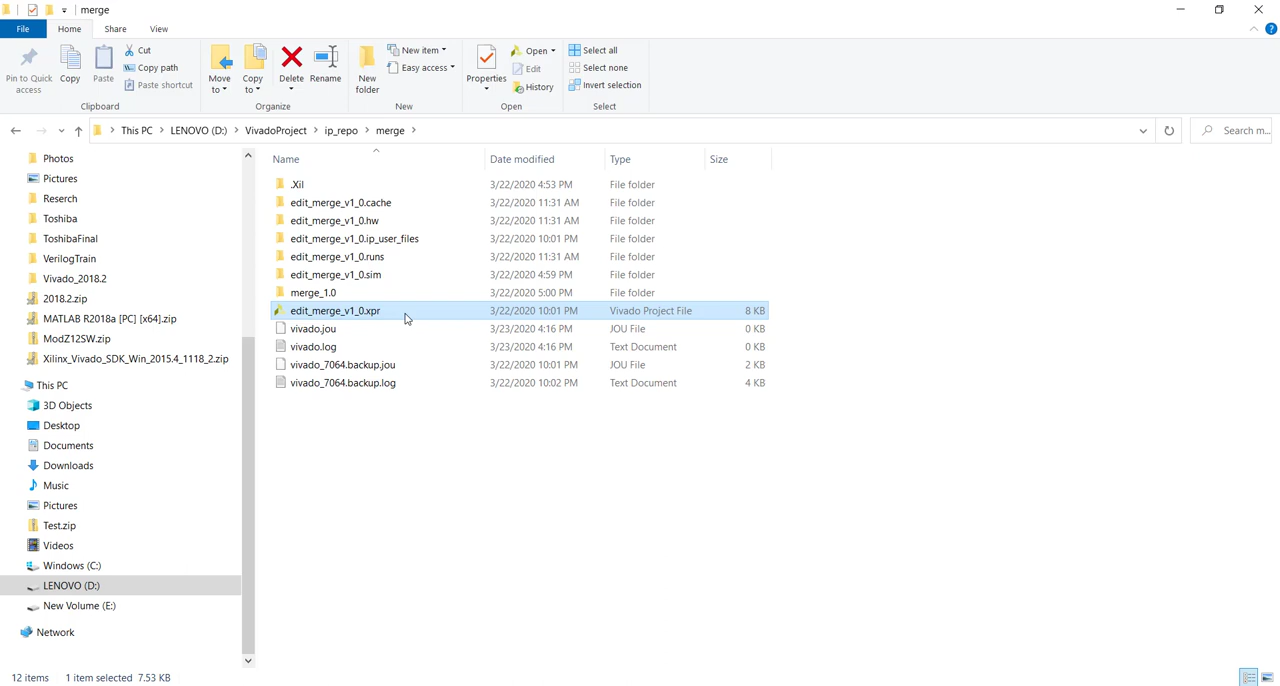 merge
File Home Share View
Pin to Quick access
Copy
Paste
Cut
Copy path
Paste shortcut
Clipboard
Move to
Copy to
Delete
Rename
Organize
New folder
New item
Easy access
New
Properties
Open
Edit
History
Open
Select all
Select none
Invert selection
Select
This PC LENOVO (D:) VivadoProject ip_repo merge
Search m...
Photos
Pictures
Reserch
Toshiba
ToshibaFinal
VerilogTrain
Vivado_2018.2
2018.2.zip
MATLAB R2018a [PC] [x64].zip
ModZ12SW.zip
Xilinx_Vivado_SDK_Win_2015.4_1118_2.zip
This PC
3D Objects
Desktop
Documents
Downloads
Music
Pictures
Test.zip
Videos
Windows (C:)
LENOVO (D:)
New Volume (E:)
Network
Name Date modified Type Size
.Xil 3/22/2020 4:53 PM File folder
edit_merge_v1_0.cache 3/22/2020 11:31 AM File folder
edit_merge_v1_0.hw 3/22/2020 11:31 AM File folder
edit_merge_v1_0.ip_user_files 3/22/2020 10:01 PM File folder
edit_merge_v1_0.runs 3/22/2020 11:31 AM File folder
edit_merge_v1_0.sim 3/22/2020 4:59 PM File folder
merge_1.0 3/22/2020 5:00 PM File folder
edit_merge_v1_0.xpr 3/22/2020 10:01 PM Vivado Project File 8 KB
vivado.jou 3/23/2020 4:16 PM JOU File 0 KB
vivado.log 3/23/2020 4:16 PM Text Document 0 KB
vivado_7064.backup.jou 3/22/2020 10:01 PM JOU File 2 KB
vivado_7064.backup.log 3/22/2020 10:02 PM Text Document 4 KB
12 items 1 item selected 7.53 KB